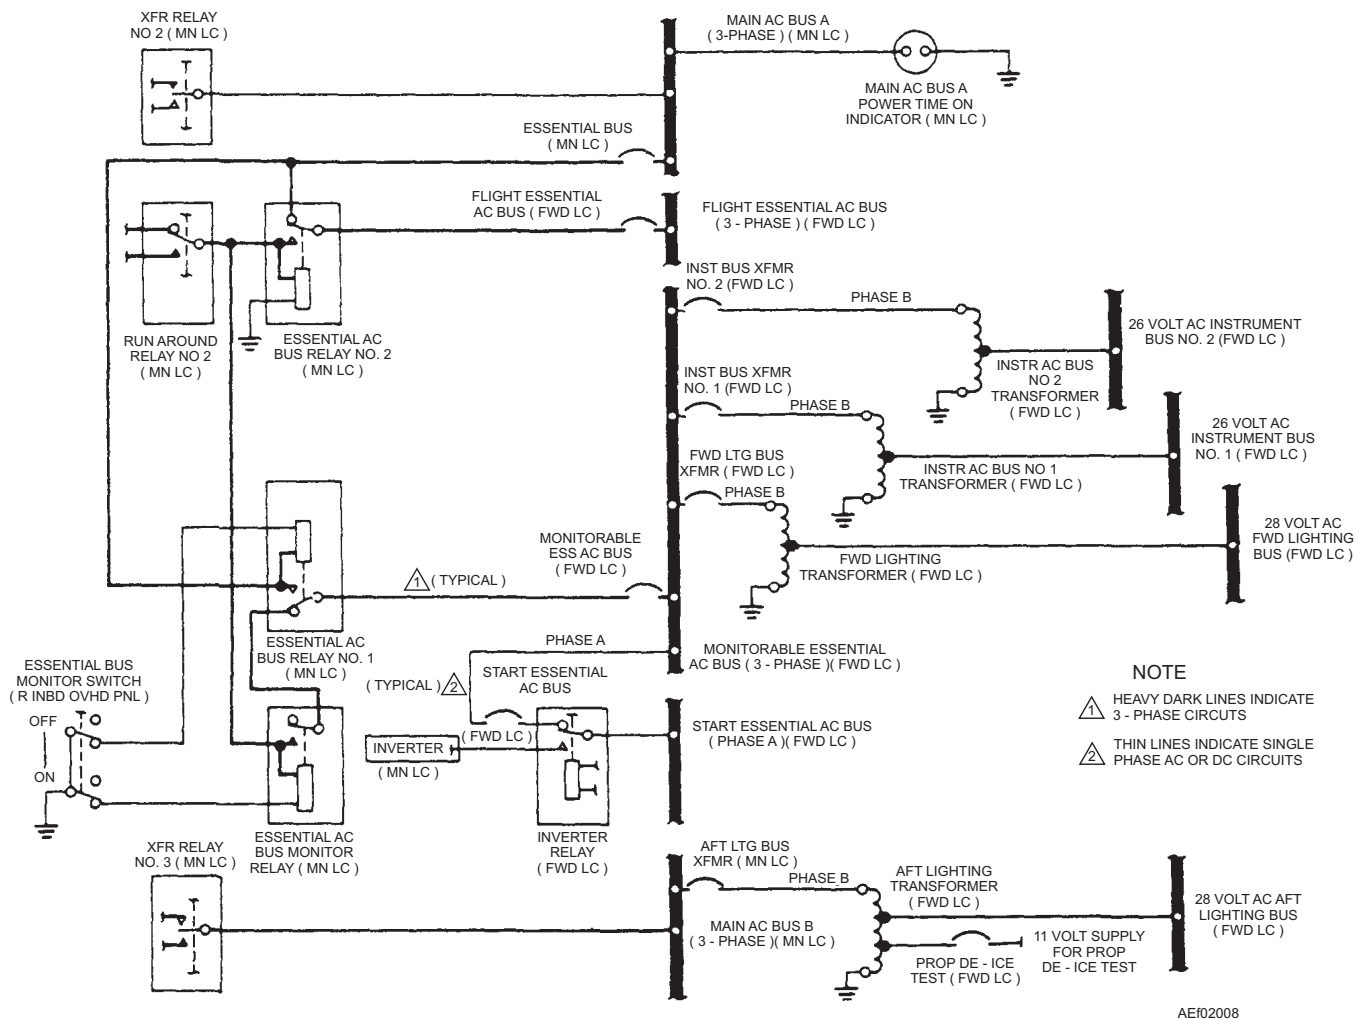 XFR RELAY
NO 2 ( MN LC )
MAIN AC BUS A
( 3-PHASE ) ( MN LC )
MAIN AC BUS A
POWER TIME ON
INDICATOR ( MN LC )
ESSENTIAL BUS
( MN LC )
FLIGHT ESSENTIAL
AC BUS ( FWD LC )
FLIGHT ESSENTIAL AC BUS
( 3 - PHASE ) ( FWD LC )
RUN AROUND
RELAY NO 2
( MN LC )
ESSENTIAL AC
BUS RELAY NO. 2
( MN LC )
INST BUS XFMR
NO. 2 (FWD LC )
PHASE B
26 VOLT AC INSTRUMENT
BUS NO. 2 (FWD LC )
INSTR AC BUS
NO 2
TRANSFORMER
( FWD LC )
INST BUS XFMR
NO. 1 (FWD LC )
PHASE B
26 VOLT AC
INSTRUMENT BUS
NO. 1 ( FWD LC )
INSTR AC BUS NO 1
TRANSFORMER ( FWD LC )
FWD LTG BUS
XFMR ( FWD LC )
PHASE B
28 VOLT AC
FWD LIGHTING
BUS (FWD LC )
FWD LIGHTING
TRANSFORMER ( FWD LC )
MONITORABLE
ESS AC BUS
( FWD LC )
1 ( TYPICAL )
ESSENTIAL AC
BUS RELAY NO. 1
( MN LC )
PHASE A
MONITORABLE ESSENTIAL
AC BUS ( 3 - PHASE )( FWD LC )
ESSENTIAL BUS
MONITOR SWITCH
( R INBD OVHD PNL )
OFF
ON
( TYPICAL ) 2
START ESSENTIAL
AC BUS
( FWD LC )
INVERTER
( MN LC )
START ESSENTIAL AC BUS
( PHASE A )( FWD LC )
NOTE
1 HEAVY DARK LINES INDICATE
3 - PHASE CIRCUTS
2 THIN LINES INDICATE SINGLE
PHASE AC OR DC CIRCUITS
ESSENTIAL AC
BUS MONITOR
RELAY ( MN LC )
INVERTER
RELAY
( FWD LC )
XFR RELAY
NO. 3 ( MN LC )
AFT LTG BUS
XFMR ( MN LC )
PHASE B
AFT LIGHTING
TRANSFORMER
( FWD LC )
28 VOLT AC AFT
LIGHTING BUS
( FWD LC )
MAIN AC BUS B
( 3 - PHASE )( MN LC )
PROP DE - ICE
TEST ( FWD LC )
11 VOLT SUPPLY
FOR PROP
DE - ICE TEST
AEf02008